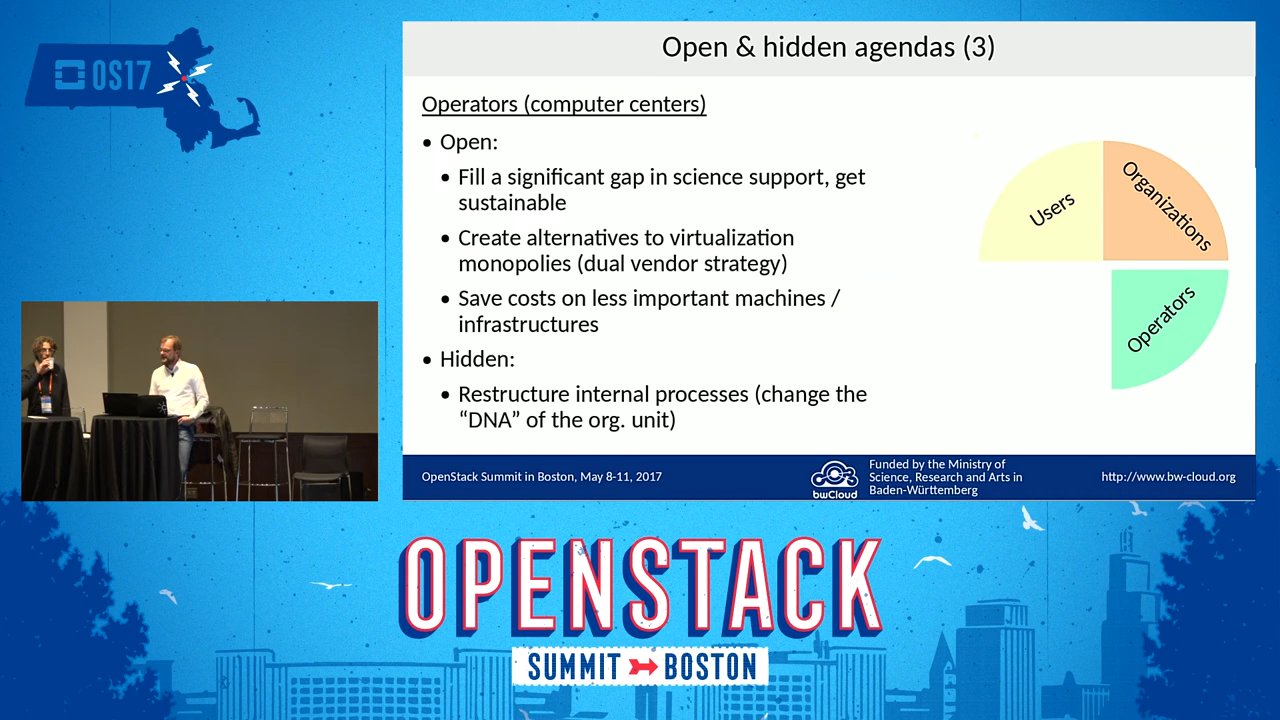 OS17
Open & hidden agendas (3)
Operators (computer centers)
• Open:
• Fill a significant gap in science support, get
sustainable
• Create alternatives to virtualization
monopolies (dual vendor strategy)
• Save costs on less important machines /
infrastructures
• Hidden:
• Restructure internal processes (change the
“DNA” of the org. unit)
Users
Organizations
Operators
OpenStack Summit in Boston, May 8-11, 2017
bwCloud
Funded by the Ministry of
Science, Research and Arts in
Baden-Württemberg
http://www.bw-cloud.org
OPENSTACK
SUMMIT BOSTON